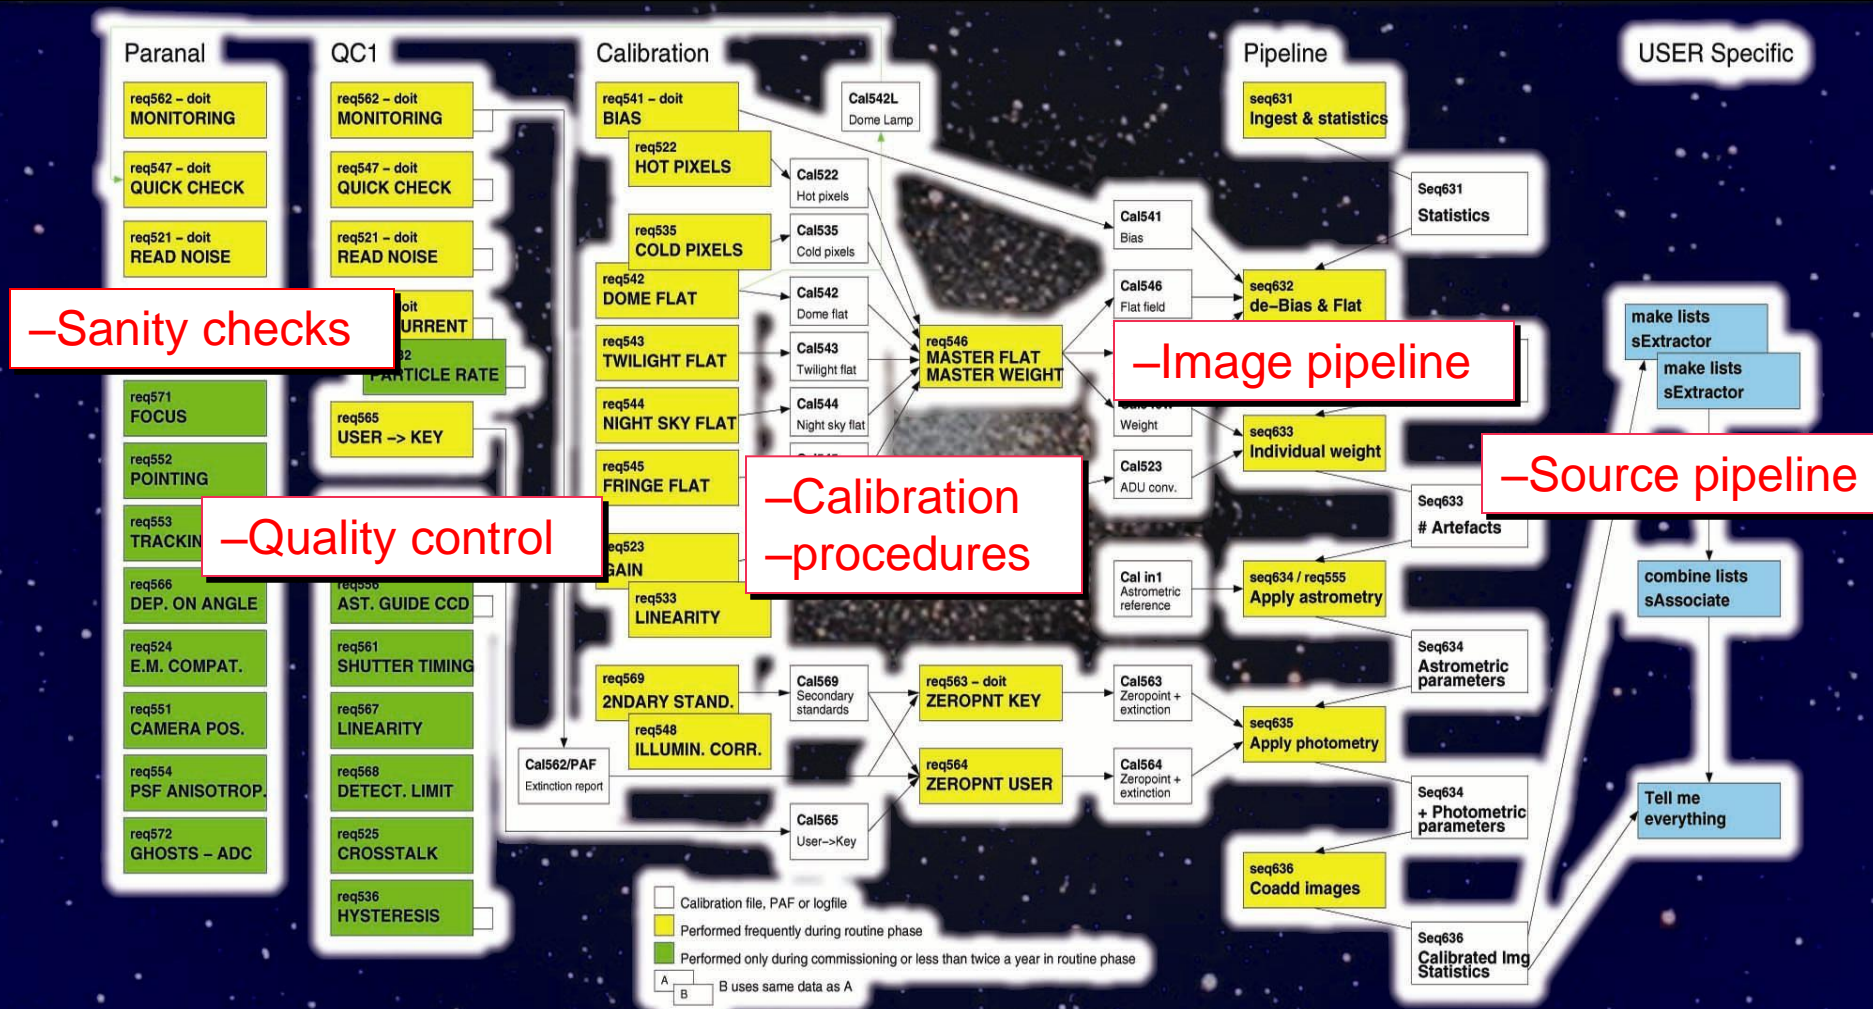 Paranal
req562 – doit
MONITORING
req547 – doit
QUICK CHECK
req521 – doit
READ NOISE
–Sanity checks
req571
FOCUS
req552
POINTING
req553
req566
DEP. ON ANGLE
req524
E.M. COMPAT.
req551
CAMERA POS.
req554
PSF ANISOTROP.
req572
GHOSTS – ADC
QC1
req562 – doit
MONITORING
req547 – doit
QUICK CHECK
req521 – doit
READ NOISE
PARTICLE RATE
req565
USER –> KEY
–Quality control
AST. GUIDE CCD
req561
SHUTTER TIMING
req567
LINEARITY
req568
DETECT. LIMIT
req525
CROSSTALK
req536
HYSTERESIS
Calibration
req541 – doit
BIAS
req522
HOT PIXELS
req535
COLD PIXELS
req542
DOME FLAT
req543
TWILIGHT FLAT
req544
NIGHT SKY FLAT
req545
FRINGE FLAT
GAIN
req533
LINEARITY
req569
2NDARY STAND.
req548
ILLUMIN. CORR.
Cal562/PAF
Extinction report
Cal542L
Dome Lamp
Cal522
Hot pixels
Cal535
Cold pixels
Cal542
Dome flat
Cal543
Twilight flat
Cal544
Night sky flat
–Calibration
–procedures
Cal569
Secondary
standards
Cal565
User–>Key
req546
MASTER FLAT
MASTER WEIGHT
req563 – doit
ZEROPNT KEY
req564
ZEROPNT USER
Cal541
Bias
Cal546
Flat field
Weight
Cal523
ADU conv.
Cal in1
Astrometric
reference
Cal563
Zeropoint +
extinction
Cal564
Zeropoint +
extinction
Pipeline
seq631
Ingest & statistics
Seq631
Statistics
seq632
de–Bias & Flat
–Image pipeline
seq633
Individual weight
Seq633
# Artefacts
seq634 / req555
Apply astrometry
Seq634
Astrometric
parameters
seq635
Apply photometry
Seq634
+ Photometric
parameters
seq636
Coadd images
Seq636
Calibrated Img
Statistics
USER Specific
make lists
sExtractor
make lists
sExtractor
–Source pipeline
combine lists
sAssociate
Tell me
everything
Calibration file, PAF or logfile
Performed frequently during routine phase
Performed only during commissioning or less than twice a year in routine phase
A
B
B uses same data as A